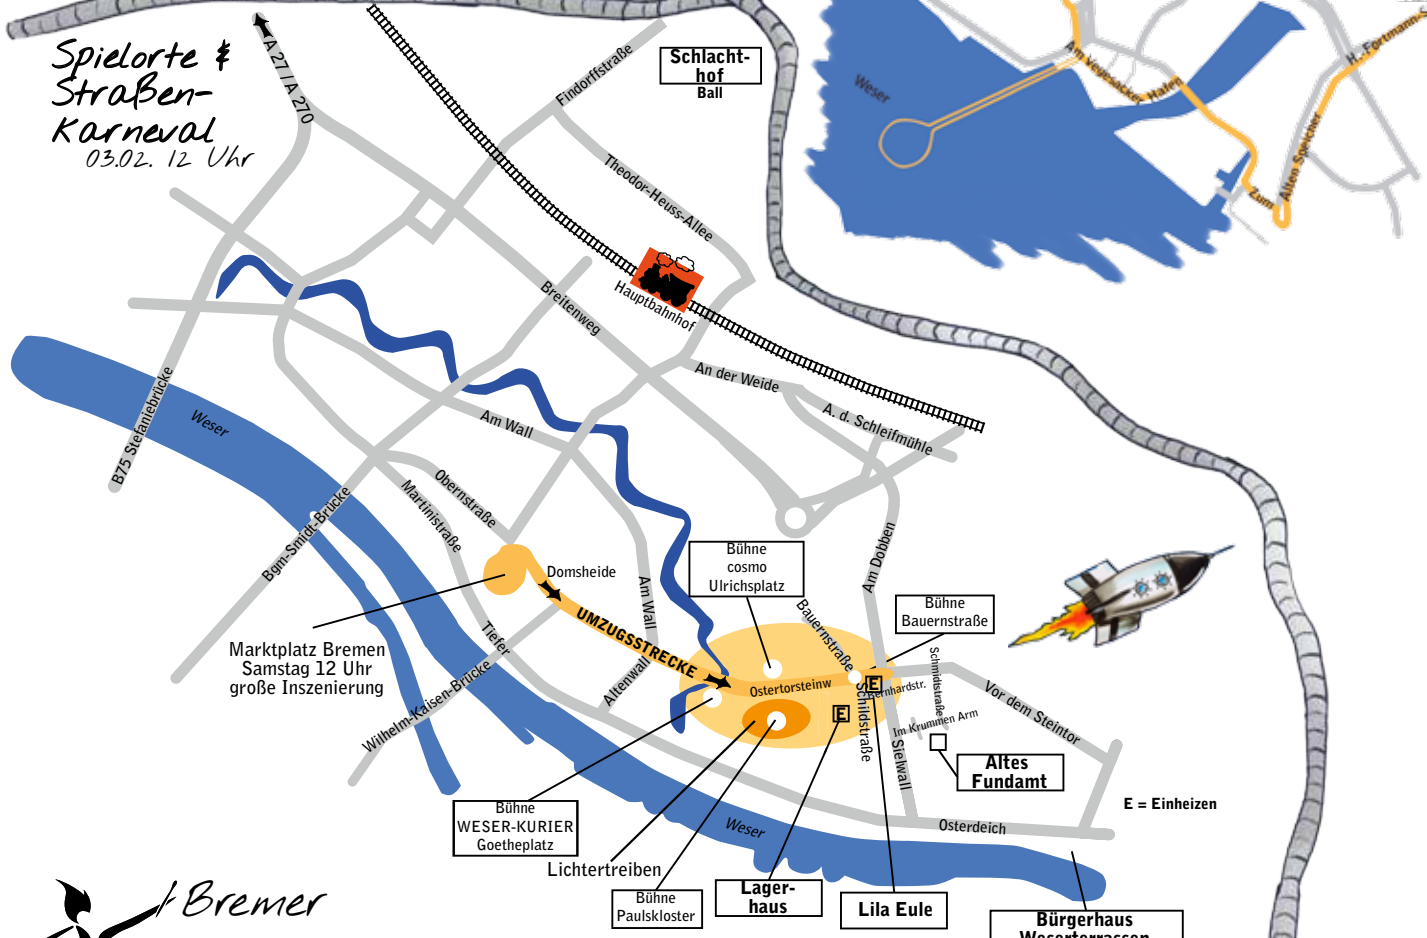 Spielorte &
Straßen-
Karneval
03.02. 12 Uhr
A 27 / A 270
Findorffstraße
Schlacht-
hof
Ball
Theodor-Heuss-Allee
Hauptbahnhof
Breitenweg
An der Weide
A. d. Schleifmühle
Weser
Am Vegesacker Hafen
Zum Alten Speicher
H.-Fortmann-S
B75 Stefaniebrücke
Weser
Am Wall
Obernstraße
Martinistraße
Bgm-Smidt-Brücke
Domsheide
UMZUGSSTRECKE
Am Wall
Tiefer
Altenwall
Wilhelm-Kaisen-Brücke
Marktplatz Bremen
Samstag 12 Uhr
große Inszenierung
Bühne
cosmo
Ulrichsplatz
Am Dobben
Bauernstraße
Bühne
Bauernstraße
Ostertorsteinw
E
Bernhardstr.
Schmidtstraße
E
Schildstraße
Im Krummen Arm
Sielwall
Vor dem Steintor
Altes
Fundamt
E = Einheizen
Osterdeich
Weser
Bühne
WESER-KURIER
Goetheplatz
Lichtertreiben
Bühne
Paulskloster
Lager-
haus
Lila Eule
Bürgerhaus
Weserterrassen
Bremer